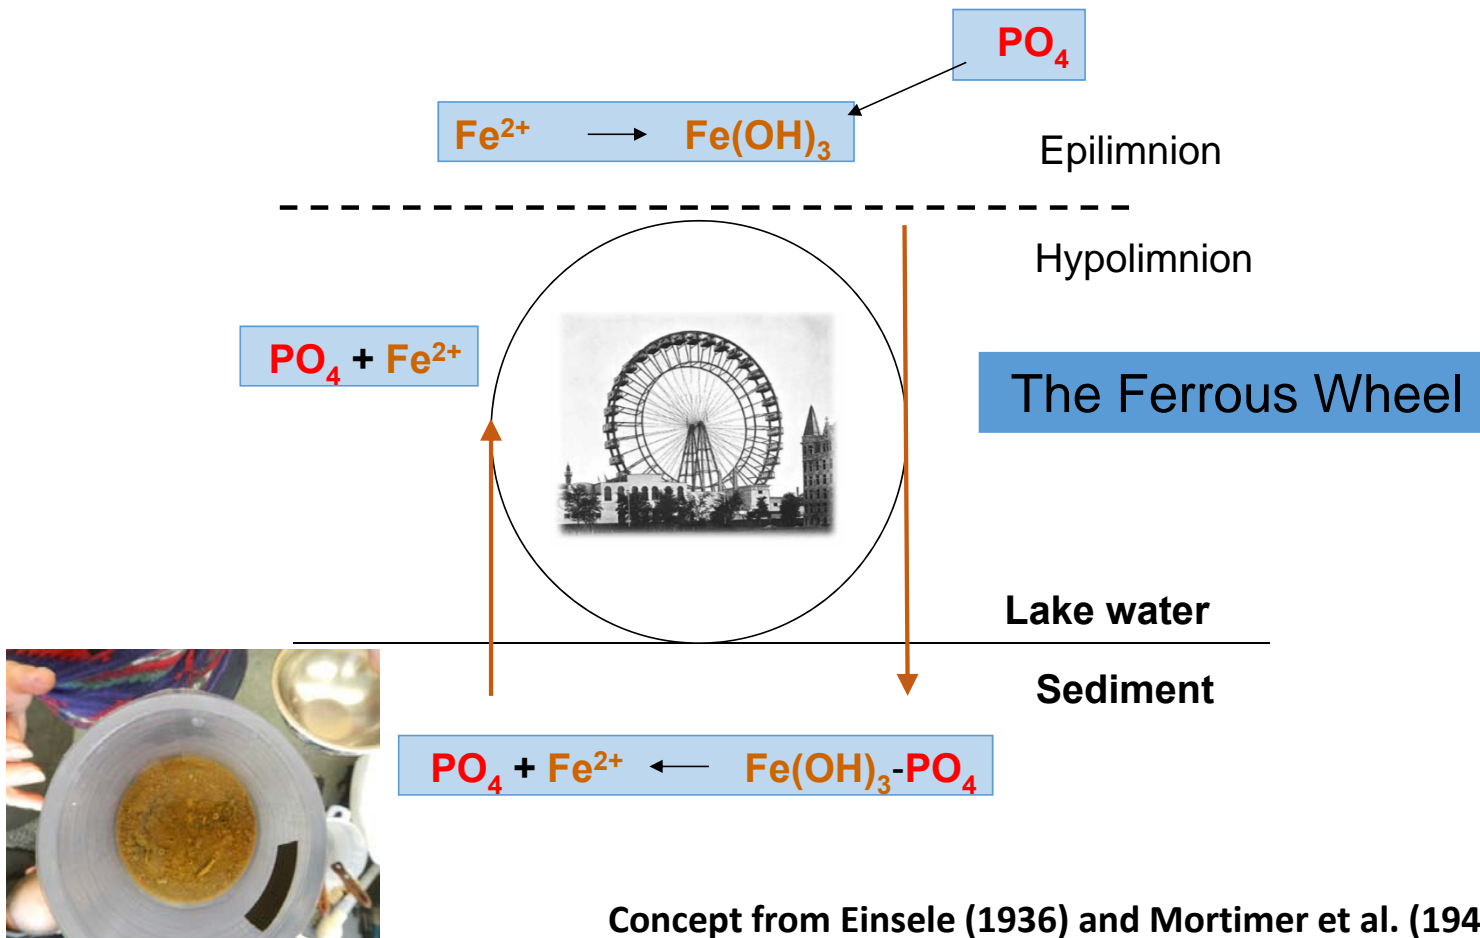 PO₄
Fe²⁺ → Fe(OH)₃
Epilimnion
Hypolimnion
PO₄ + Fe²⁺
The Ferrous Wheel
Lake water
Sediment
PO₄ + Fe²⁺ ← Fe(OH)₃-PO₄
Concept from Einsele (1936) and Mortimer et al. (194